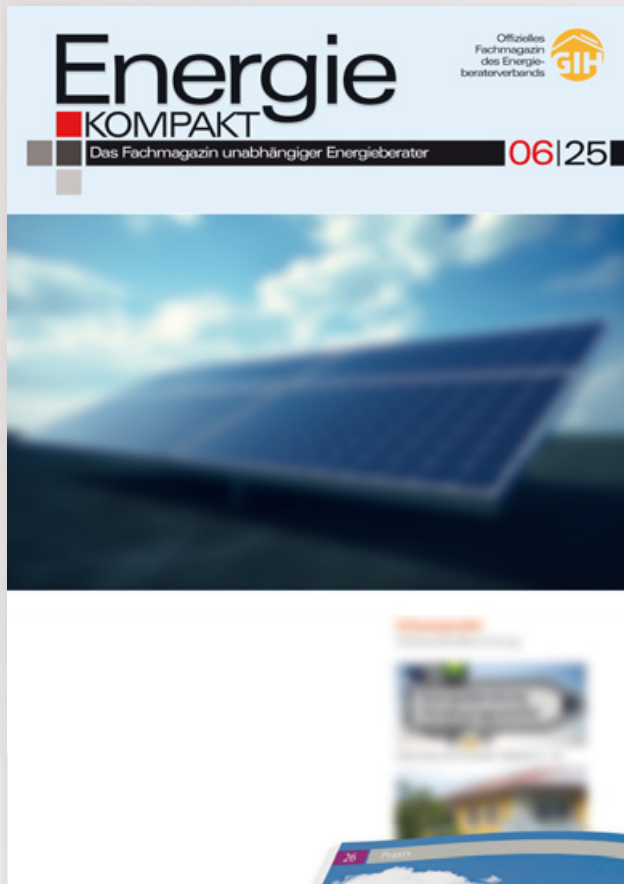 Energie
KOMPAKT
Das Fachmagazin unabhängiger Energieberater
06|25
Offizielles
Fachmagazin
des Energie-
beraterverbands
GIH
26 Praxis